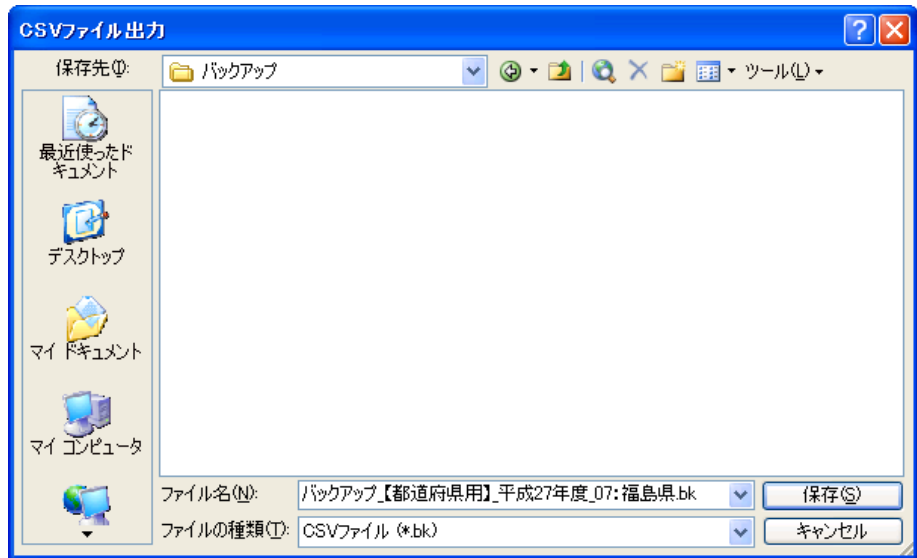 CSVファイル出力
保存先(I):
バックアップ
ツール(L)
最近使ったド
キュメント
デスクトップ
マイ ドキュメント
マイ コンピュータ
ファイル名(N):
バックアップ_【都道府県用】_平成27年度_07:福島県.bk
保存(S)
ファイルの種類(T):
CSVファイル (*.bk)
キャンセル